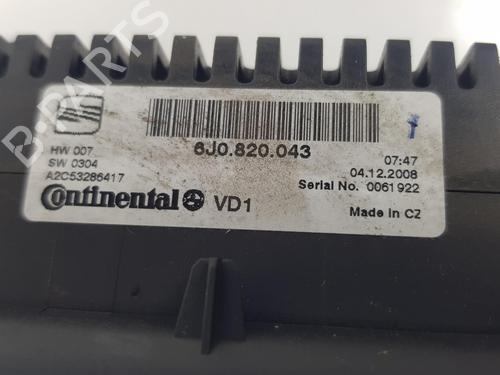 B-PARTS
6J0.820.043
HW 007
SW 0304
A2C53286417
07:47
04.12.2008
Serial No. 0061922
Continental VD1
Made in CZ